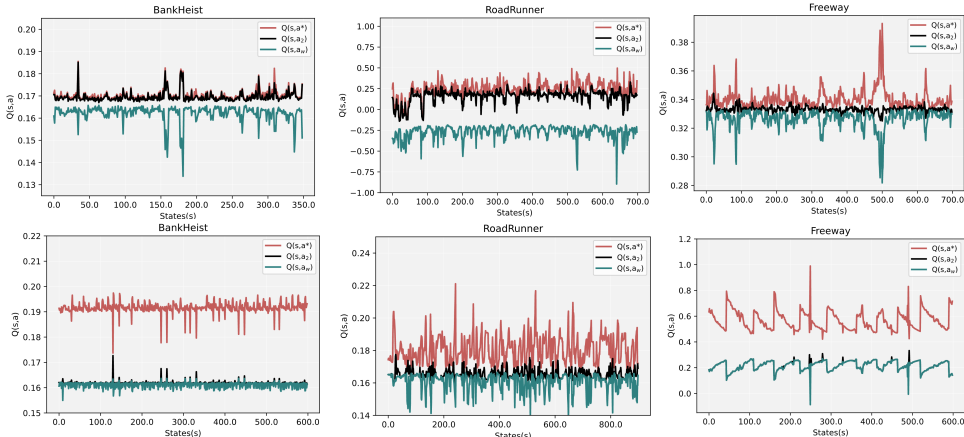 BankHeist
0.20
0.19
0.18
0.17
0.16
0.15
0.14
0.13
Q(s,a)
Q(s,a*)
Q(s,a₂)
Q(s,a_w)
0.0 50.0 100.0 150.0 200.0 250.0 300.0 350.0
States(s)
RoadRunner
1.00
0.75
0.50
0.25
0.00
−0.25
−0.50
−0.75
−1.00
Q(s,a)
Q(s,a*)
Q(s,a₂)
Q(s,a_w)
0.0 100.0 200.0 300.0 400.0 500.0 600.0 700.0
States(s)
Freeway
0.38
0.36
0.34
0.32
0.30
0.28
Q(s,a)
Q(s,a*)
Q(s,a₂)
Q(s,a_w)
0.0 100.0 200.0 300.0 400.0 500.0 600.0 700.0
States(s)
BankHeist
0.22
0.21
0.20
0.19
0.18
0.17
0.16
0.15
Q(s,a)
Q(s,a*)
Q(s,a₂)
Q(s,a_w)
0.0 100.0 200.0 300.0 400.0 500.0 600.0
States(s)
RoadRunner
0.24
0.22
0.20
0.18
0.16
0.14
Q(s,a)
Q(s,a*)
Q(s,a₂)
Q(s,a_w)
0.0 200.0 400.0 600.0 800.0
States(s)
Freeway
1.2
1.0
0.8
0.6
0.4
0.2
0.0
Q(s,a)
Q(s,a*)
Q(s,a₂)
Q(s,a_w)
0.0 100.0 200.0 300.0 400.0 500.0 600.0
States(s)